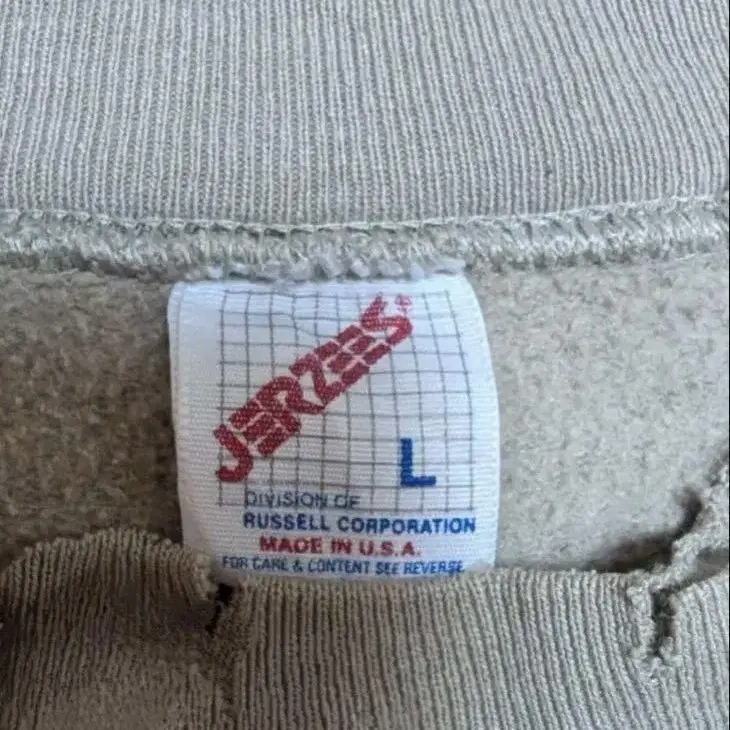 JERZEES®
L
DIVISION OF
RUSSELL CORPORATION
MADE IN U.S.A.
FOR CARE & CONTENT SEE REVERSE